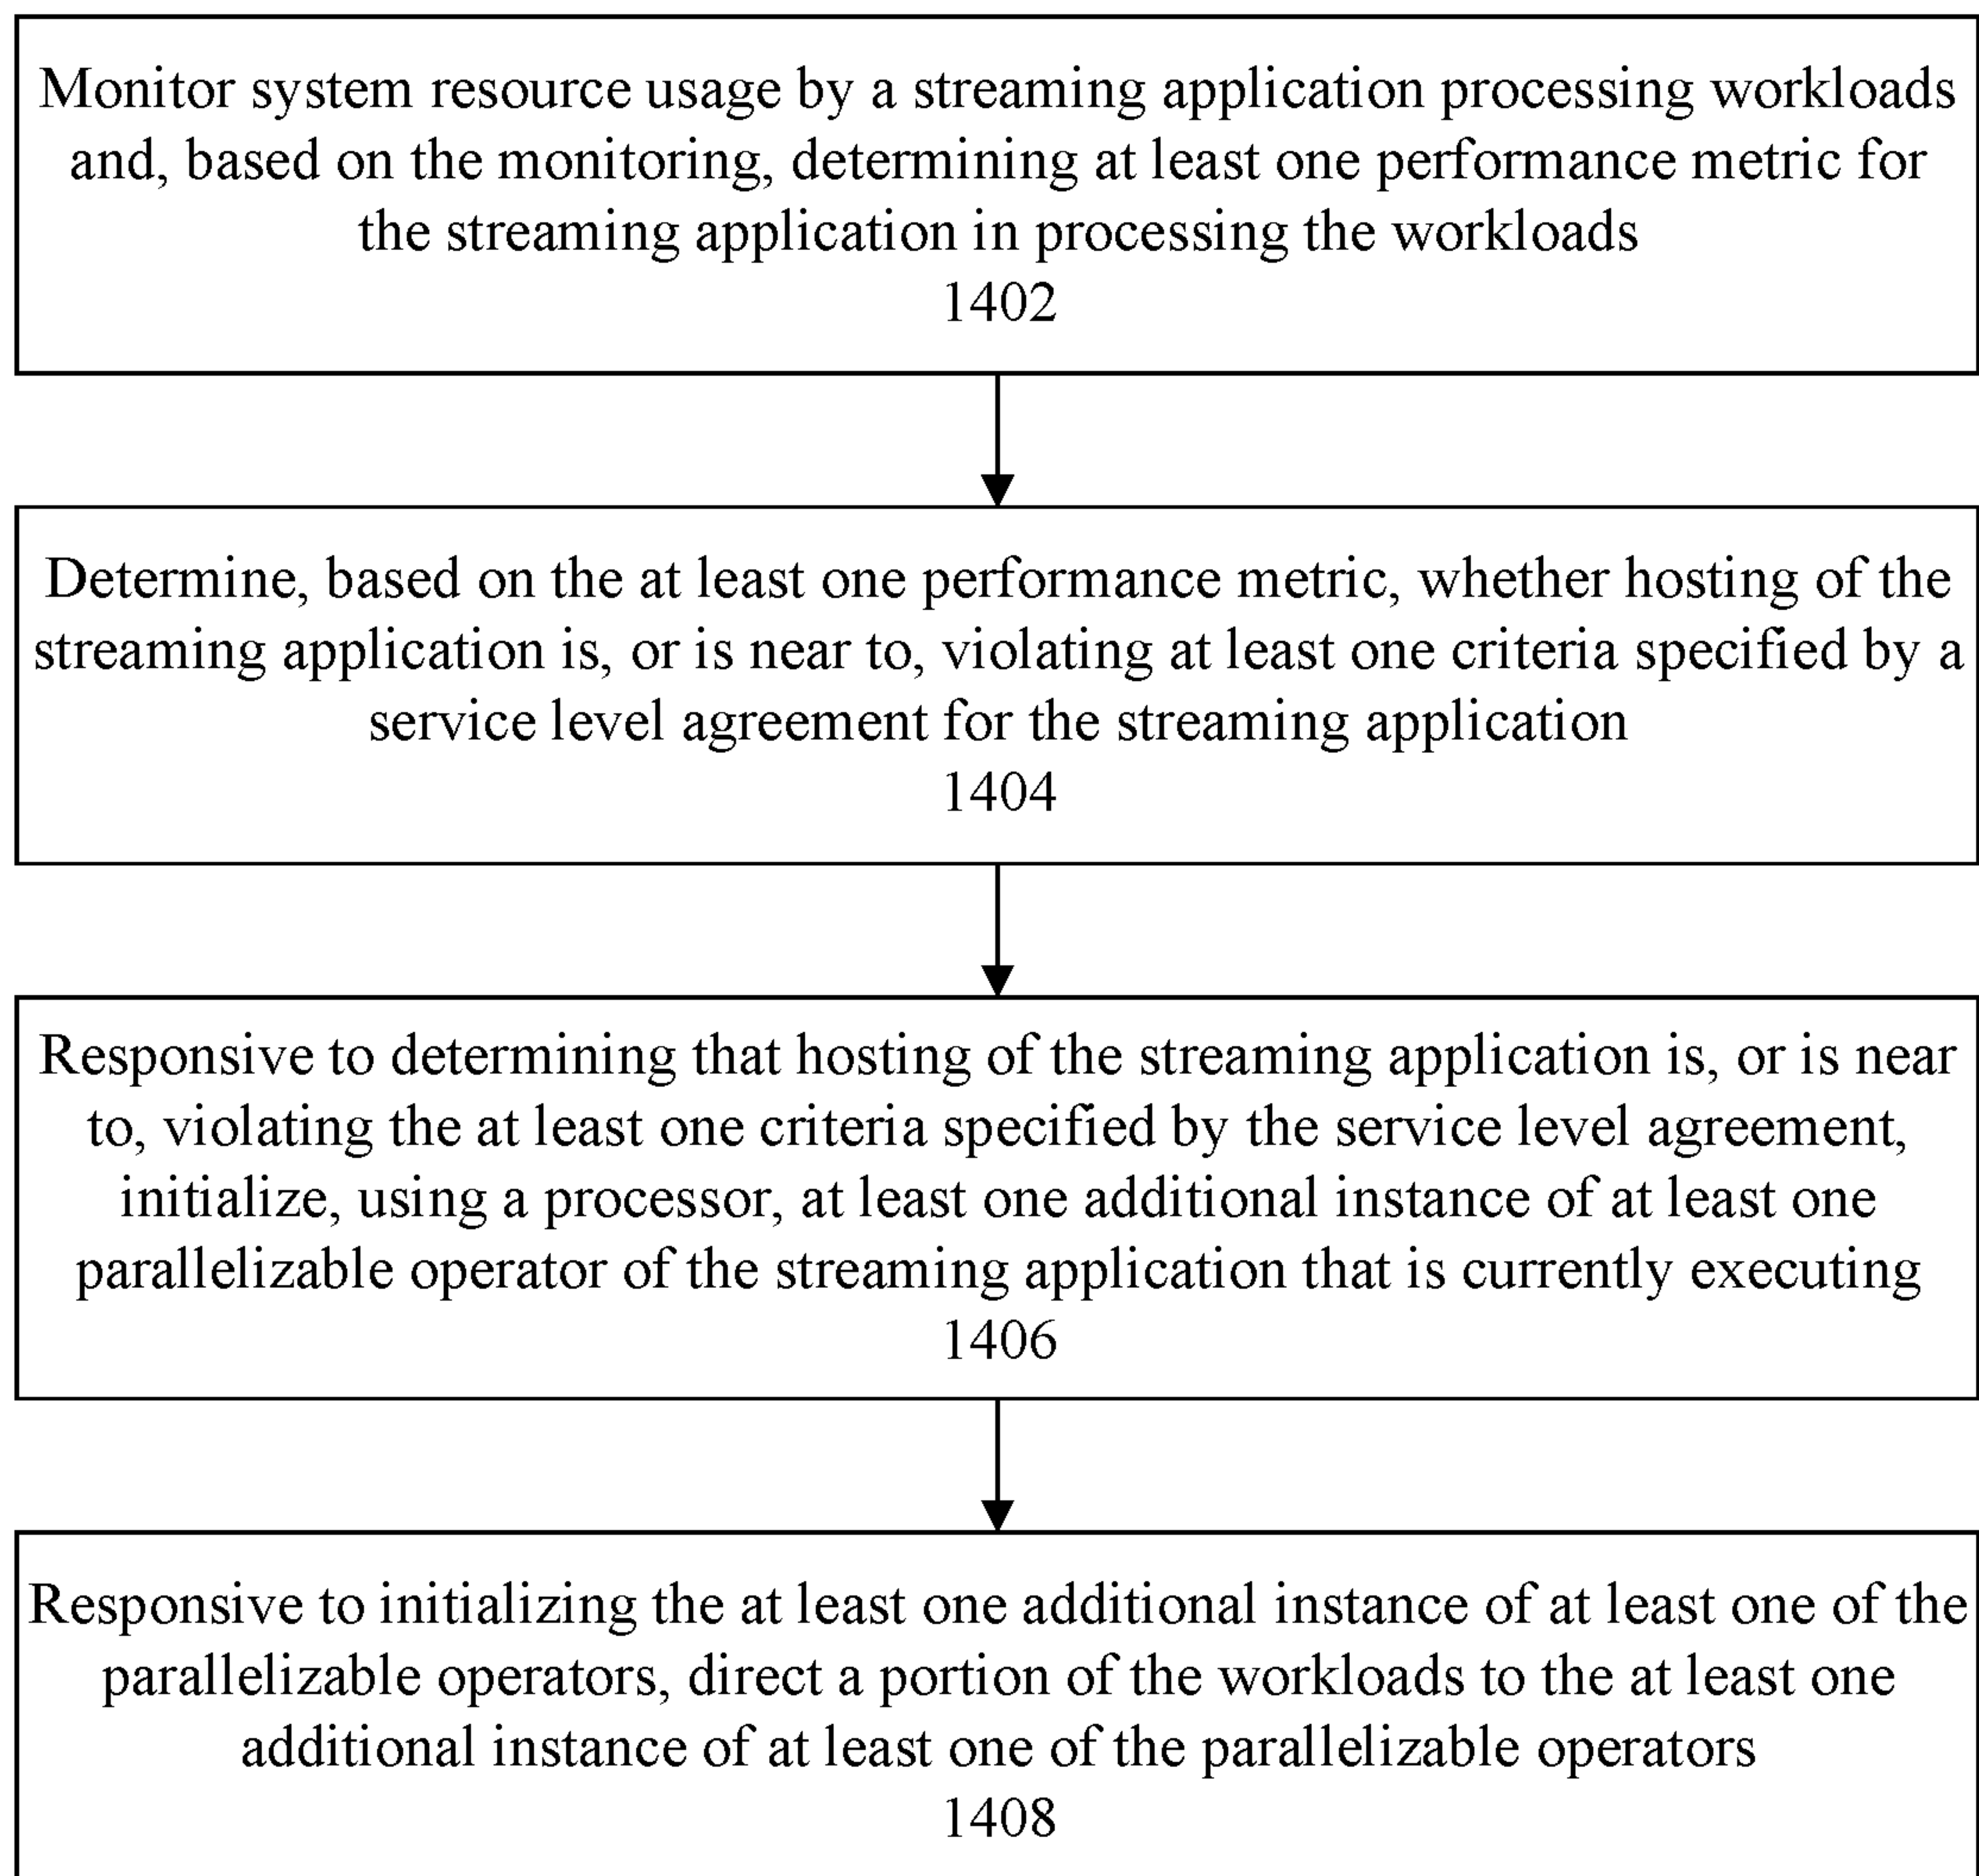 Monitor system resource usage by a streaming application processing workloads
and, based on the monitoring, determining at least one performance metric for
the streaming application in processing the workloads
1402
Determine, based on the at least one performance metric, whether hosting of the
streaming application is, or is near to, violating at least one criteria specified by a
service level agreement for the streaming application
1404
Responsive to determining that hosting of the streaming application is, or is near
to, violating the at least one criteria specified by the service level agreement,
initialize, using a processor, at least one additional instance of at least one
parallelizable operator of the streaming application that is currently executing
1406
Responsive to initializing the at least one additional instance of at least one of the
parallelizable operators, direct a portion of the workloads to the at least one
additional instance of at least one of the parallelizable operators
1408